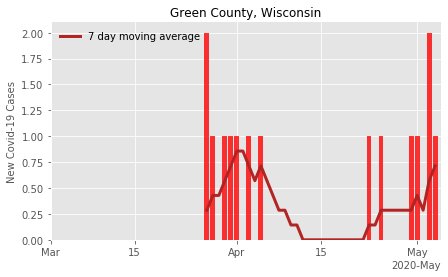 Green County, Wisconsin
7 day moving average
New Covid-19 Cases
2.00
1.75
1.50
1.25
1.00
0.75
0.50
0.25
0.00
Mar
15
Apr
15
May
2020-May